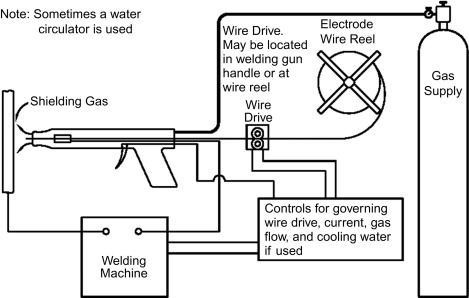 Note: Sometimes a water
circulator is used
Wire Drive.
May be located
in welding gun
handle or at
wire reel
Electrode
Wire Reel
Gas
Supply
Shielding Gas
Wire
Drive
Controls for governing
wire drive, current, gas
flow, and cooling water
if used
Welding
Machine